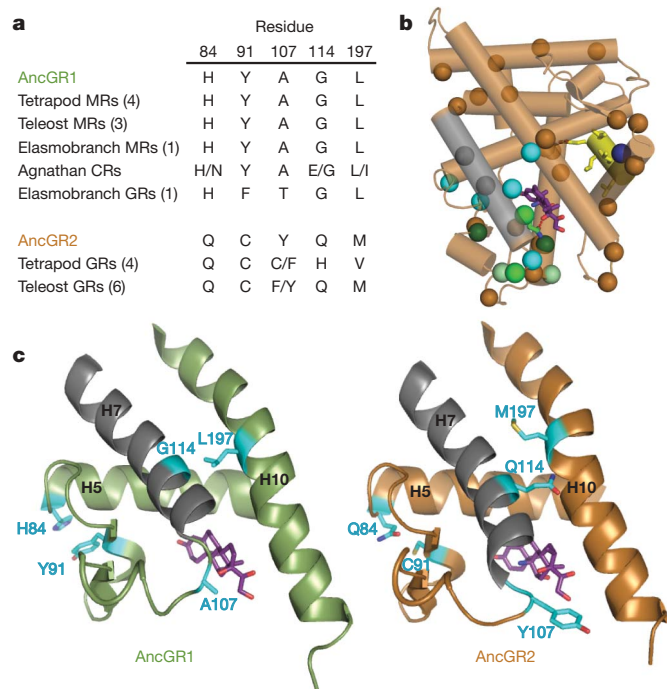 a
b
Residue
84 91 107 114 197
AncGR1 H Y A G L
Tetrapod MRs (4) H Y A G L
Teleost MRs (3) H Y A G L
Elasmobranch MRs (1) H Y A G L
Agnathan CRs H/N Y A E/G L/I
Elasmobranch GRs (1) H F T G L
AncGR2 Q C Y Q M
Tetrapod GRs (4) Q C C/F H V
Teleost GRs (6) Q C F/Y Q M
c
H7
G114
L197
H5
H10
H84
Y91
A107
AncGR1
H7
M197
Q114
H5
H10
Q84
C91
Y107
AncGR2